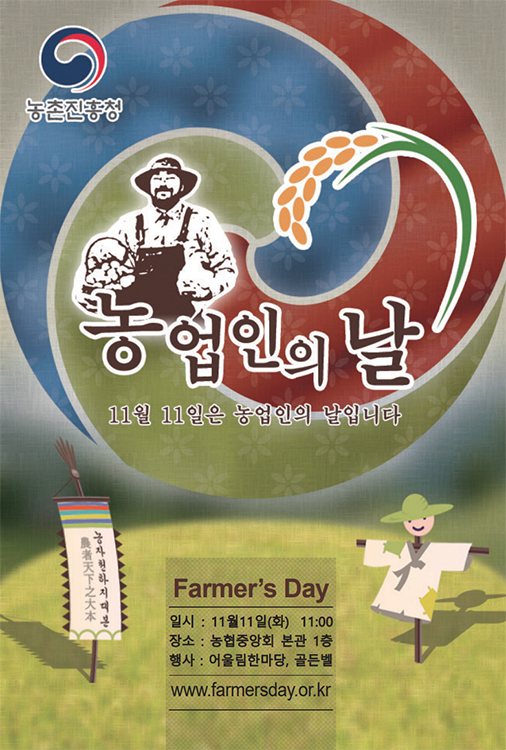 농촌진흥청
농업인의 날
11월 11일은 농업인의 날입니다
농자천하지대본
農者天下之大本
Farmer's Day
일시 : 11월11일(화) 11:00
장소 : 농협중앙회 본관 1층
행사 : 어울림한마당, 골든벨
www.farmersday.or.kr